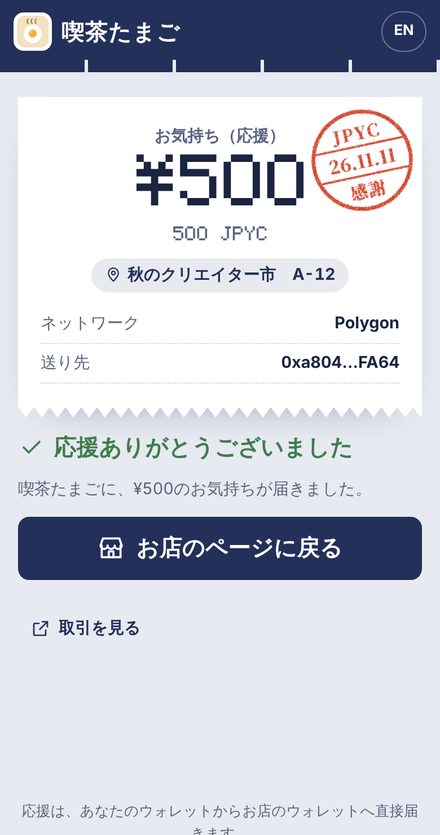 喫茶たまご
EN
お気持ち（応援）
¥500
JPYC
26.11.11
感謝
500 JPYC
秋のクリエイター市　A-12
ネットワーク Polygon
送り先 0xa804...FA64
応援ありがとうございました
喫茶たまごに、¥500のお気持ちが届きました。
お店のページに戻る
取引を見る
応援は、あなたのウォレットからお店のウォレットへ直接届
きます